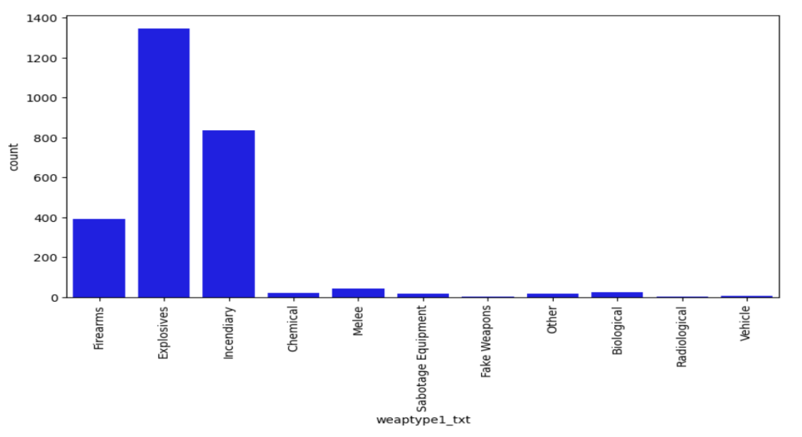 1400
1200
1000
800
600
400
200
0
count
Firearms
Explosives
Incendiary
Chemical
Melee
Sabotage Equipment
Fake Weapons
Other
Biological
Radiological
Vehicle
weaptype1_txt